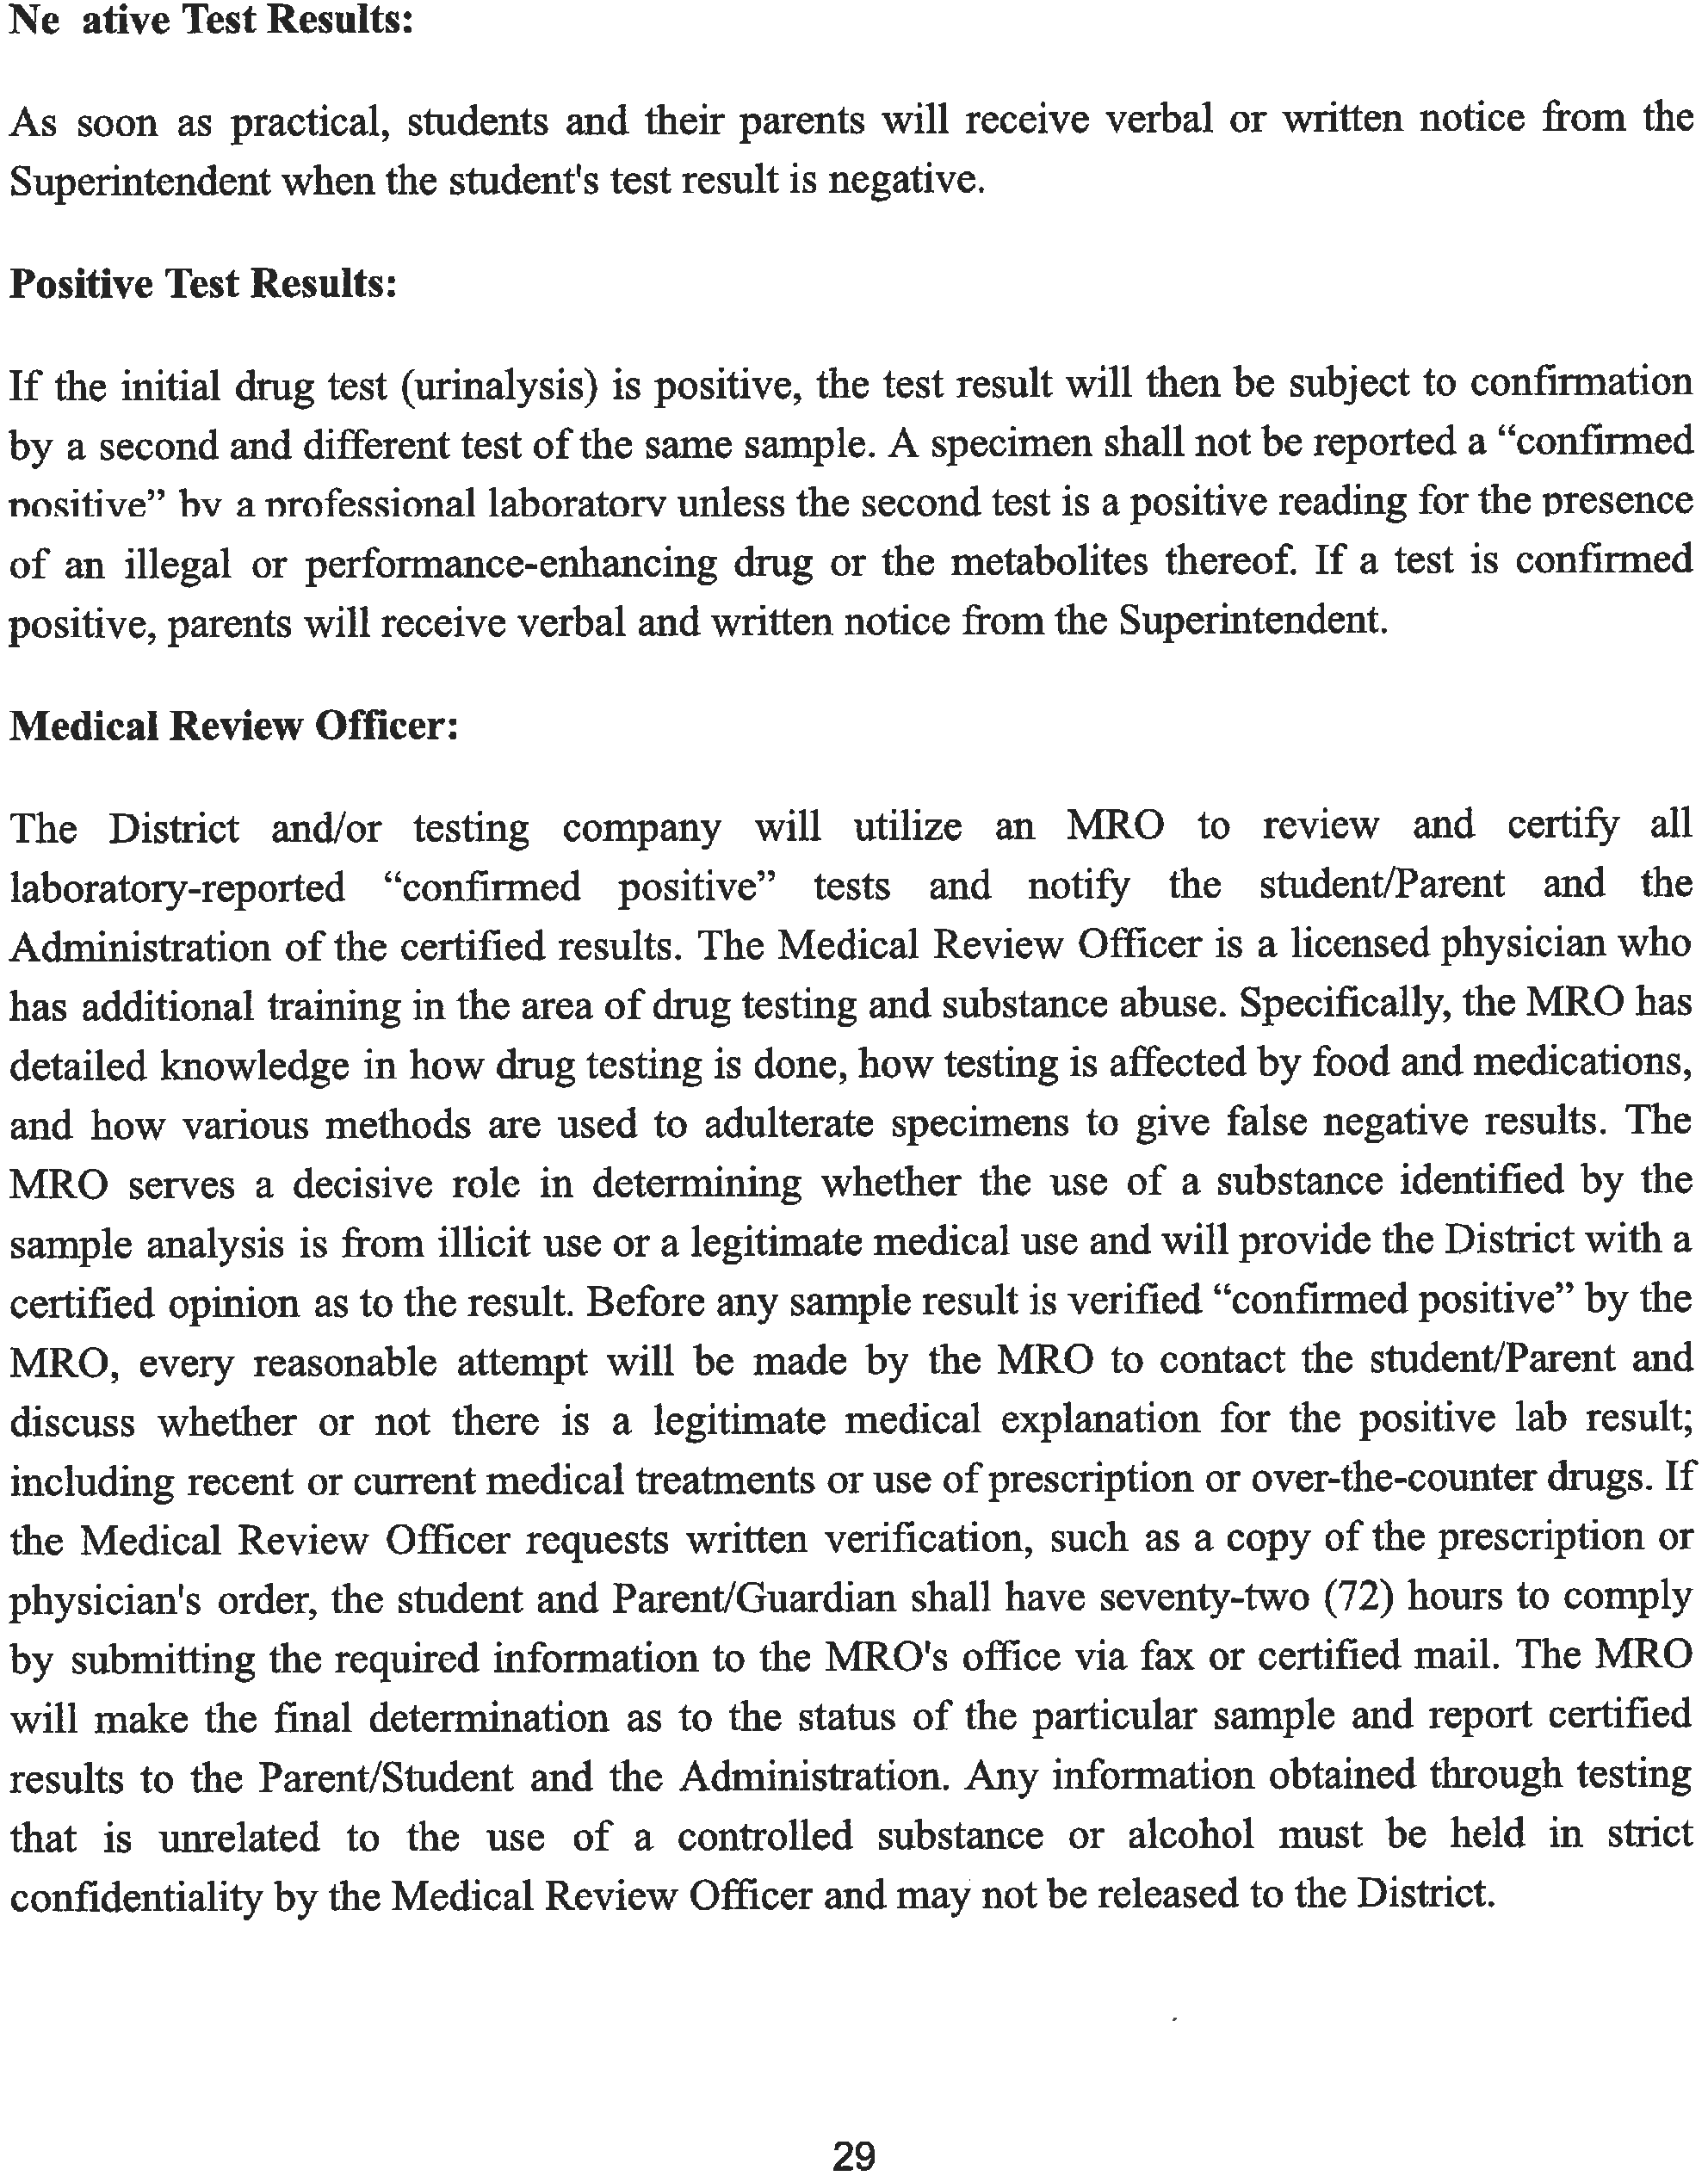 Ne ative Test Results:
As soon as practical, students and their parents will receive verbal or written notice from the
Superintendent when the student's test result is negative.
Positive Test Results:
If the initial drug test (urinalysis) is positive, the test result will then be subject to confirmation
by a second and different test of the same sample. A specimen shall not be reported a “confirmed
positive” by a professional laboratory unless the second test is a positive reading for the presence
of an illegal or performance-enhancing drug or the metabolites thereof. If a test is confirmed
positive, parents will receive verbal and written notice from the Superintendent.
Medical Review Officer:
The District and/or testing company will utilize an MRO to review and certify all
laboratory-reported “confirmed positive” tests and notify the student/Parent and the
Administration of the certified results. The Medical Review Officer is a licensed physician who
has additional training in the area of drug testing and substance abuse. Specifically, the MRO has
detailed knowledge in how drug testing is done, how testing is affected by food and medications,
and how various methods are used to adulterate specimens to give false negative results. The
MRO serves a decisive role in determining whether the use of a substance identified by the
sample analysis is from illicit use or a legitimate medical use and will provide the District with a
certified opinion as to the result. Before any sample result is verified “confirmed positive” by the
MRO, every reasonable attempt will be made by the MRO to contact the student/Parent and
discuss whether or not there is a legitimate medical explanation for the positive lab result;
including recent or current medical treatments or use of prescription or over-the-counter drugs. If
the Medical Review Officer requests written verification, such as a copy of the prescription or
physician's order, the student and Parent/Guardian shall have seventy-two (72) hours to comply
by submitting the required information to the MRO's office via fax or certified mail. The MRO
will make the final determination as to the status of the particular sample and report certified
results to the Parent/Student and the Administration. Any information obtained through testing
that is unrelated to the use of a controlled substance or alcohol must be held in strict
confidentiality by the Medical Review Officer and may not be released to the District.
29